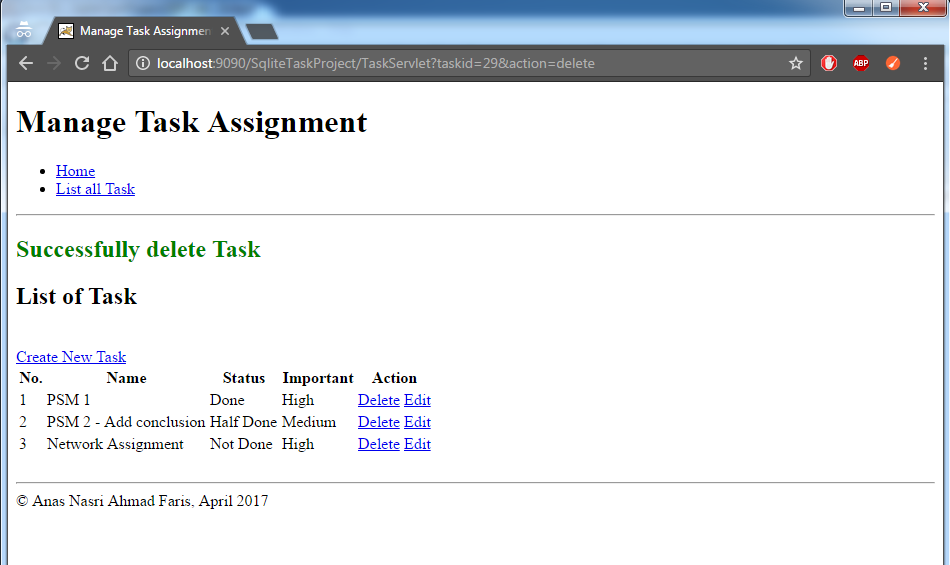 Manage Task Assignmen
localhost:9090/SqliteTaskProject/TaskServlet?taskid=29&action=delete
ABP
Manage Task Assignment
Home
List all Task
Successfully delete Task
List of Task
Create New Task
No. Name Status Important Action
1 PSM 1 Done High Delete Edit
2 PSM 2 - Add conclusion Half Done Medium Delete Edit
3 Network Assignment Not Done High Delete Edit
© Anas Nasri Ahmad Faris, April 2017